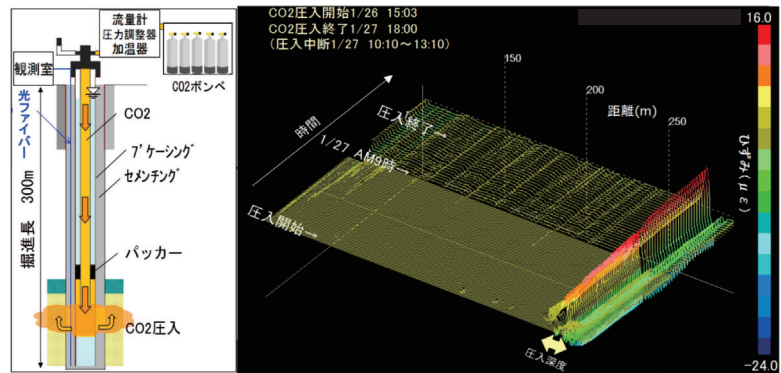 流量計
圧力調整器
加温器
観測室
CO2ボンベ
光ファイバー
CO2
7"ケーシング
セメンチング
掘進長 300m
パッカー
CO2圧入
CO2圧入開始1/26 15:03
CO2圧入終了1/27 18:00
(圧入中断1/27 10:10~13:10)
16.0
150
200
250
距離(m)
時間
圧入終了→
1/27 AM9時→
圧入開始→
ひずみ(με)
圧入深度
-24.0